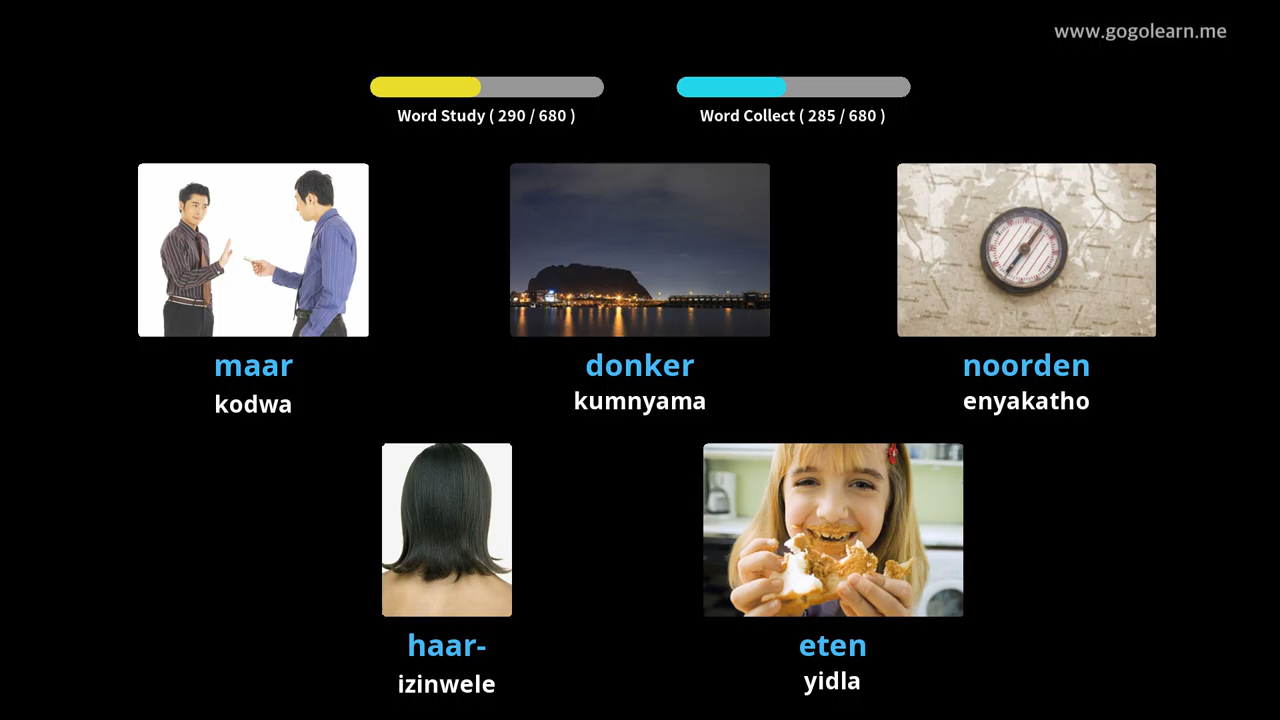 www.gogolearn.me
Word Study ( 290 / 680 )
Word Collect ( 285 / 680 )
maar
kodwa
donker
kumnyama
noorden
enyakatho
haar-
izinwele
eten
yidla